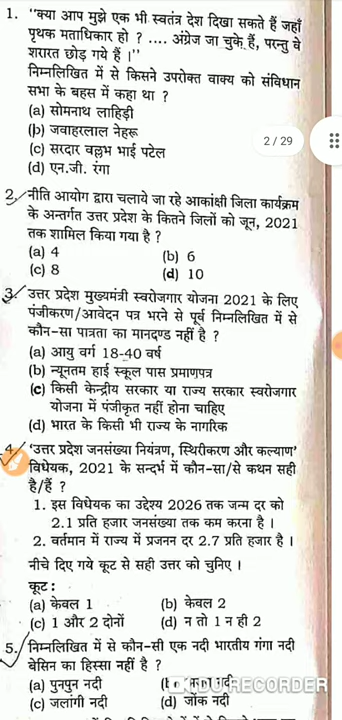 1. "क्या आप मुझे एक भी स्वतंत्र देश दिखा सकते हैं जहाँ
पृथक मताधिकार हो ? .... अंग्रेज जा चुके हैं, परन्तु वे
शरारत छोड़ गये हैं ।"
निम्नलिखित में से किसने उपरोक्त वाक्य को संविधान
सभा के बहस में कहा था ?
(a) सोमनाथ लाहिड़ी
(b) जवाहरलाल नेहरू
(c) सरदार वल्लभ भाई पटेल
2 / 29
(d) एन.जी. रंगा
2. नीति आयोग द्वारा चलाये जा रहे आकांक्षी जिला कार्यक्रम
के अन्तर्गत उत्तर प्रदेश के कितने जिलों को जून, 2021
तक शामिल किया गया है ?
(a) 4 (b) 6
(c) 8 (d) 10
3. उत्तर प्रदेश मुख्यमंत्री स्वरोजगार योजना 2021 के लिए
पंजीकरण/आवेदन पत्र भरने से पूर्व निम्नलिखित में से
कौन-सा पात्रता का मानदण्ड नहीं है ?
(a) आयु वर्ग 18-40 वर्ष
(b) न्यूनतम हाई स्कूल पास प्रमाणपत्र
(c) किसी केन्द्रीय सरकार या राज्य सरकार स्वरोजगार
योजना में पंजीकृत नहीं होना चाहिए
(d) भारत के किसी भी राज्य के नागरिक
4. 'उत्तर प्रदेश जनसंख्या नियंत्रण, स्थिरीकरण और कल्याण'
विधेयक, 2021 के सन्दर्भ में कौन-सा/से कथन सही
है/हैं ?
1. इस विधेयक का उद्देश्य 2026 तक जन्म दर को
2.1 प्रति हजार जनसंख्या तक कम करना है ।
2. वर्तमान में राज्य में प्रजनन दर 2.7 प्रति हजार है ।
नीचे दिए गये कूट से सही उत्तर को चुनिए ।
कूट :
(a) केवल 1 (b) केवल 2
(c) 1 और 2 दोनों (d) न तो 1 न ही 2
5. निम्नलिखित में से कौन-सी एक नदी भारतीय गंगा नदी
बेसिन का हिस्सा नहीं है ?
(a) पुनपुन नदी नदी
DU RECORDER
(c) जलांगी नदी (d) जोंक नदी